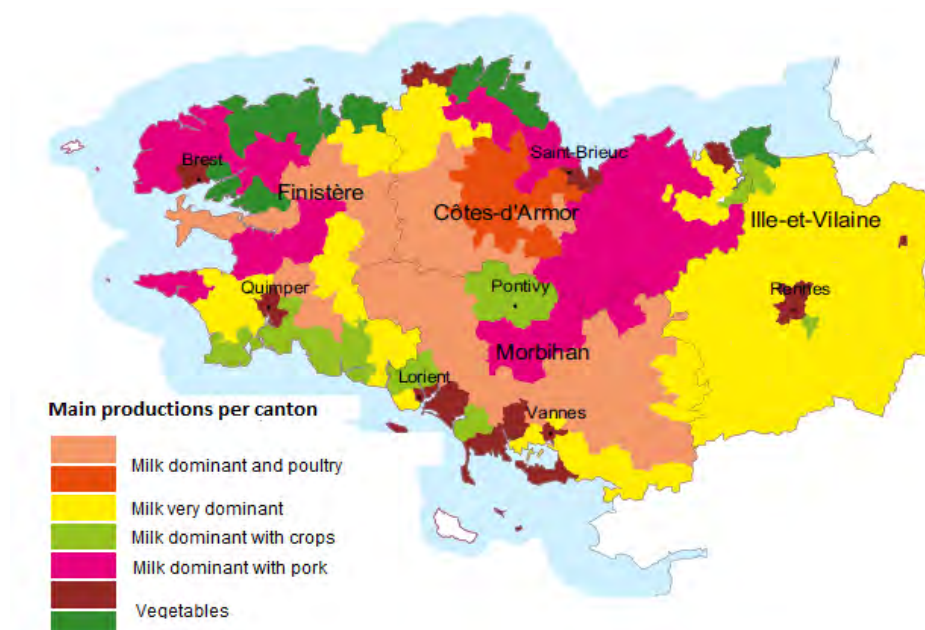 Brest
Saint-Brieuc
Finistère
Côtes-d'Armor
Ille-et-Vilaine
Quimper
Pontivy
Rennes
Morbihan
Lorient
Vannes
Main productions per canton
Milk dominant and poultry
Milk very dominant
Milk dominant with crops
Milk dominant with pork
Vegetables